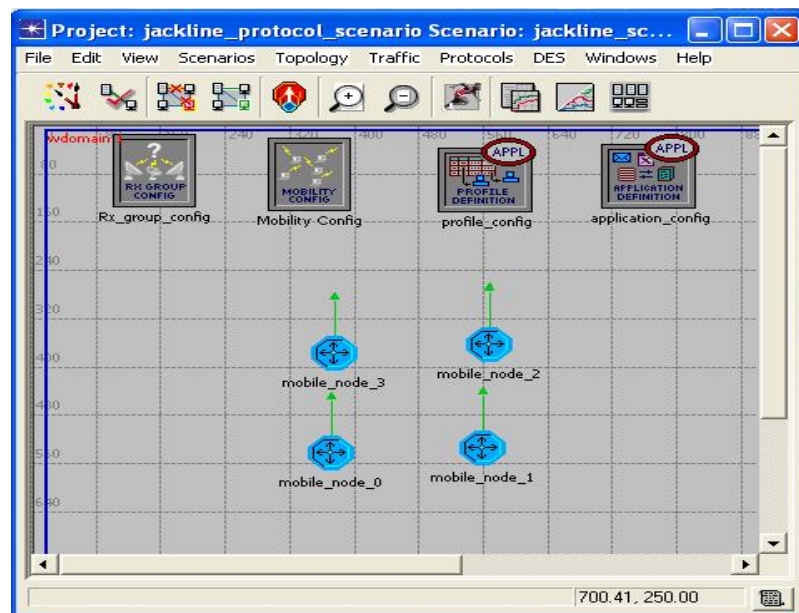 Project: jackline_protocol_scenario Scenario: jackline_sc...
File Edit View Scenarios Topology Traffic Protocols DES Windows Help
wdomain
240 320 400 480 560 640 720 800
80
160
240
320
400
480
560
640
?
RX GROUP
CONFIG
Rx_group_config
MOBILITY
CONFIG
Mobility-Config
APPL
PROFILE
DEFINITION
profile_config
APPL
APPLICATION
DEFINITION
application_config
mobile_node_3
mobile_node_2
mobile_node_0
mobile_node_1
700.41, 250.00